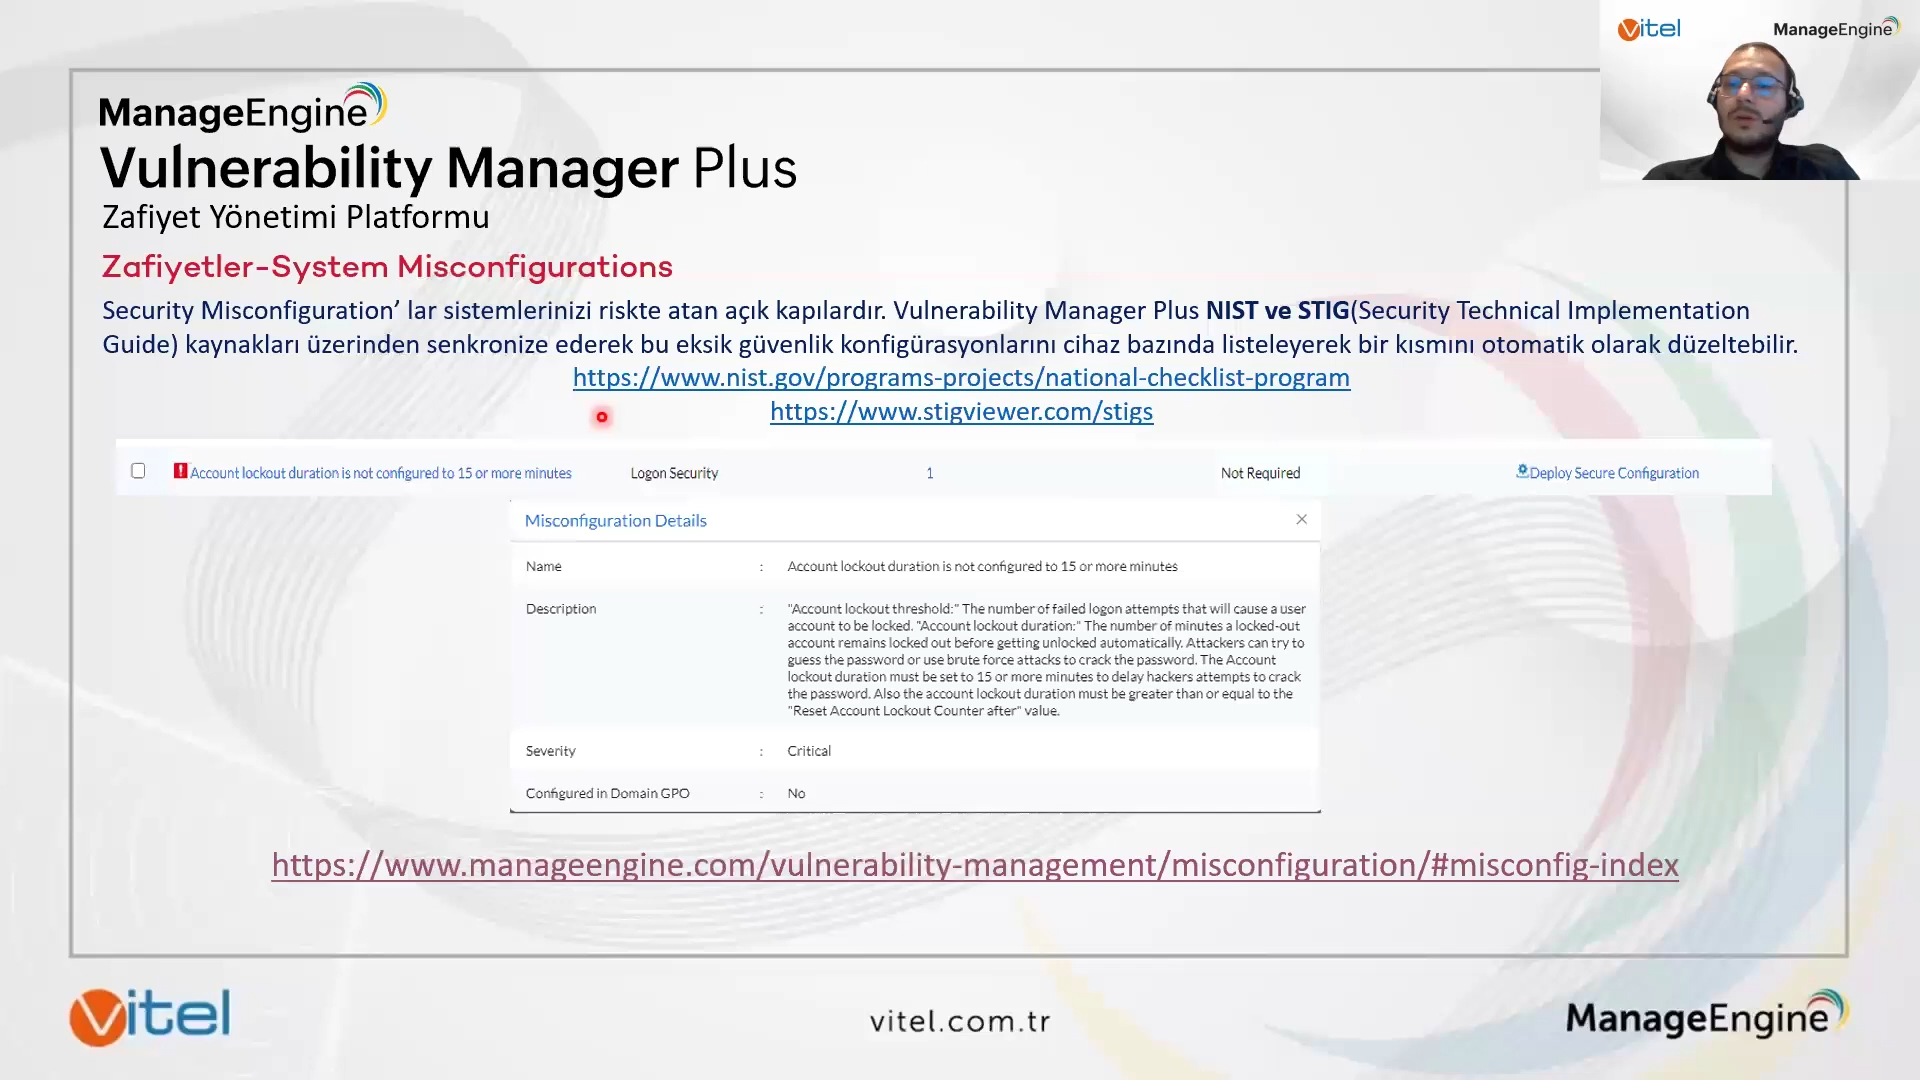 vitel
ManageEngine
ManageEngine
Vulnerability Manager Plus
Zafiyet Yönetimi Platformu
Zafiyetler-System Misconfigurations
Security Misconfiguration’ lar sistemlerinizi riskte atan açık kapılardır. Vulnerability Manager Plus NIST ve STIG(Security Technical Implementation
Guide) kaynakları üzerinden senkronize ederek bu eksik güvenlik konfigürasyonlarını cihaz bazında listeleyerek bir kısmını otomatik olarak düzeltebilir.
https://www.nist.gov/programs-projects/national-checklist-program
https://www.stigviewer.com/stigs
Account lockout duration is not configured to 15 or more minutes Logon Security 1 Not Required Deploy Secure Configuration
Misconfiguration Details
Name : Account lockout duration is not configured to 15 or more minutes
Description : "Account lockout threshold:" The number of failed logon attempts that will cause a user
account to be locked. "Account lockout duration:" The number of minutes a locked-out
account remains locked out before getting unlocked automatically. Attackers can try to
guess the password or use brute force attacks to crack the password. The Account
lockout duration must be set to 15 or more minutes to delay hackers attempts to crack
the password. Also the account lockout duration must be greater than or equal to the
"Reset Account Lockout Counter after" value.
Severity : Critical
Configured in Domain GPO : No
https://www.manageengine.com/vulnerability-management/misconfiguration/#misconfig-index
vitel
vitel.com.tr
ManageEngine